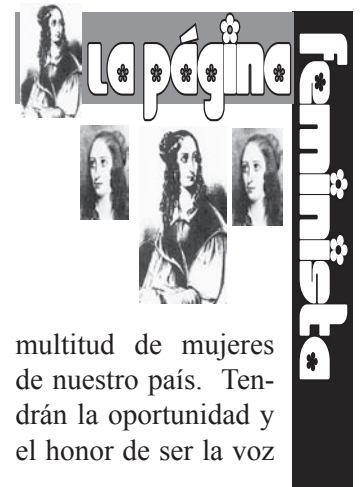 La página
feminista
multitud de mujeres
de nuestro país. Ten-
drán la oportunidad y
el honor de ser la voz